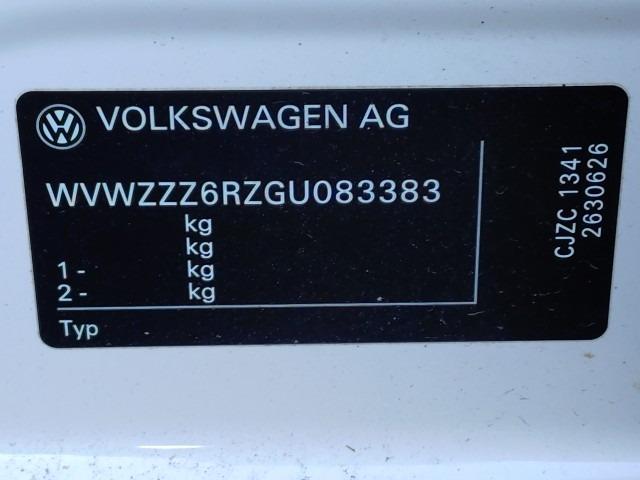 VOLKSWAGEN AG
WVWZZZ6RZGU083383
kg
kg
1 - kg
2 - kg
Typ
CJZC 1341
2630626